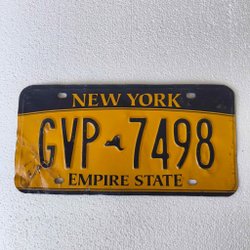 NEW YORK
GVP 7498
EMPIRE STATE